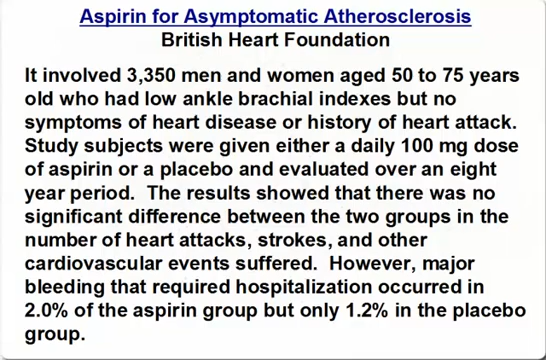 Aspirin for Asymptomatic Atherosclerosis
British Heart Foundation
It involved 3,350 men and women aged 50 to 75 years
old who had low ankle brachial indexes but no
symptoms of heart disease or history of heart attack.
Study subjects were given either a daily 100 mg dose
of aspirin or a placebo and evaluated over an eight
year period. The results showed that there was no
significant difference between the two groups in the
number of heart attacks, strokes, and other
cardiovascular events suffered. However, major
bleeding that required hospitalization occurred in
2.0% of the aspirin group but only 1.2% in the placebo
group.